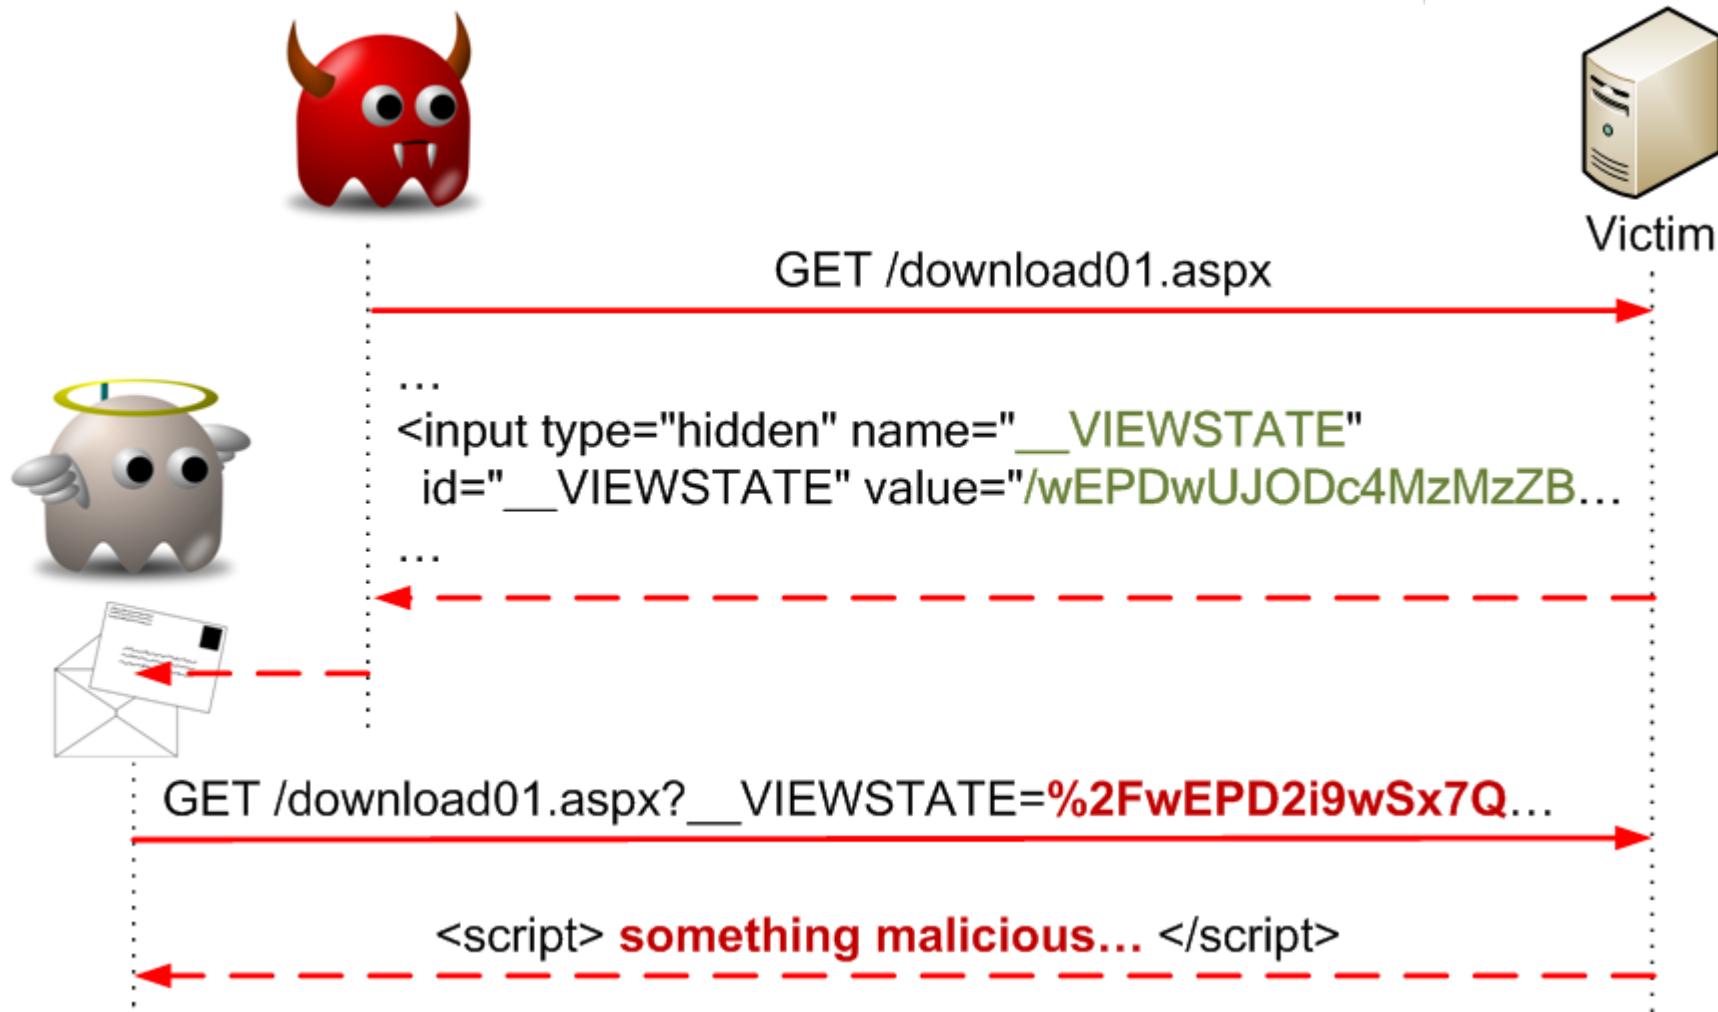 Victim
GET /download01.aspx
...
<input type="hidden" name="__VIEWSTATE"
id="__VIEWSTATE" value="/wEPDwUJODc4MzMzZB...
...
GET /download01.aspx?__VIEWSTATE=%2FwEPD2i9wSx7Q...
<script> something malicious... </script>